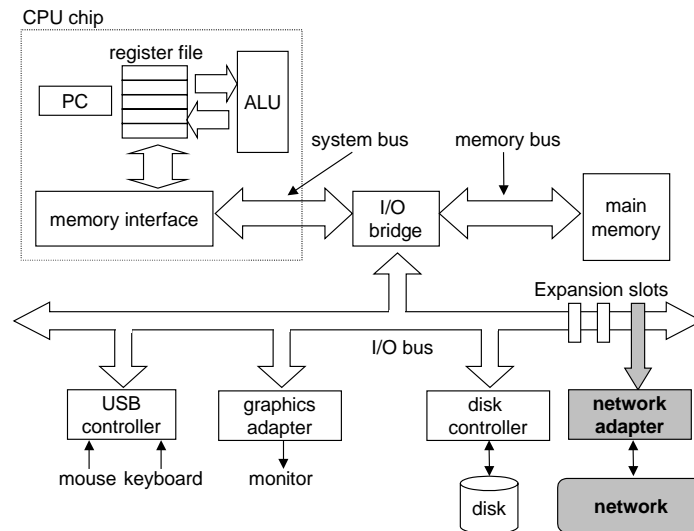 CPU chip
register file
PC
ALU
system bus
memory bus
memory interface
I/O
bridge
main
memory
Expansion slots
I/O bus
USB
controller
graphics
adapter
disk
controller
network
adapter
mouse keyboard
monitor
disk
network